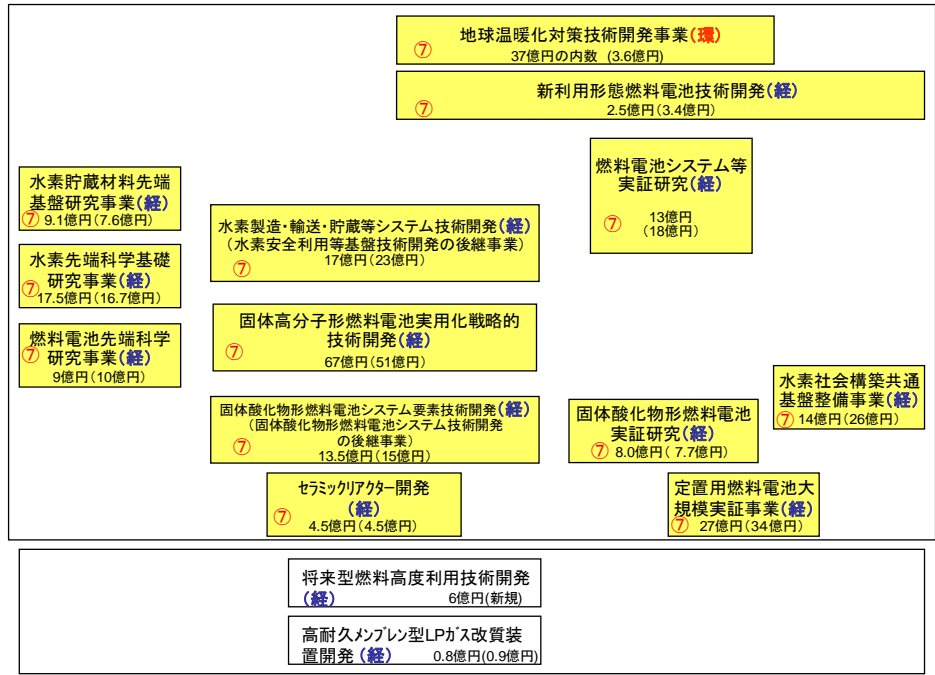 地球温暖化対策技術開発事業(環)
⑦ 37億円の内数 (3.6億円)
新利用形態燃料電池技術開発(経)
⑦ 2.5億円(3.4億円)
燃料電池システム等
実証研究(経)
⑦ 13億円
(18億円)
水素貯蔵材料先端
基盤研究事業(経)
⑦ 9.1億円(7.6億円)
水素製造・輸送・貯蔵等システム技術開発(経)
(水素安全利用等基盤技術開発の後継事業)
⑦ 17億円(23億円)
水素先端科学基礎
研究事業(経)
⑦ 17.5億円(16.7億円)
固体高分子形燃料電池実用化戦略的
技術開発(経)
⑦ 67億円(51億円)
燃料電池先端科学
⑦ 研究事業(経)
9億円(10億円)
水素社会構築共通
基盤整備事業(経)
⑦ 14億円(26億円)
固体酸化物形燃料電池システム要素技術開発(経)
(固体酸化物形燃料電池システム技術開発
の後継事業)
⑦ 13.5億円(15億円)
固体酸化物形燃料電池
実証研究(経)
⑦ 8.0億円( 7.7億円)
セラミックリアクター開発
(経)
⑦ 4.5億円(4.5億円)
定置用燃料電池大
規模実証事業(経)
⑦ 27億円(34億円)
将来型燃料高度利用技術開発
(経) 6億円(新規)
高耐久メンブレン型LPガス改質装
置開発(経) 0.8億円(0.9億円)